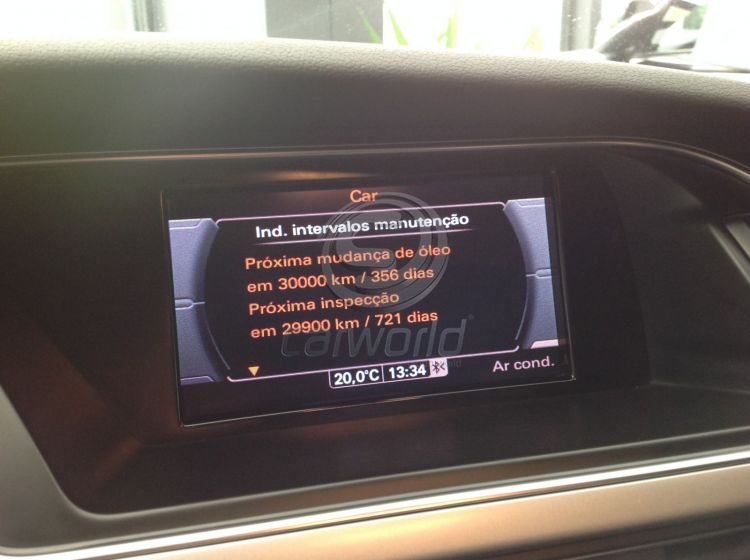 Car
Ind. intervalos manutenção
Próxima mudança de óleo
em 30000 km / 356 dias
Próxima inspecção
em 29900 km / 721 dias
carworld
20,0°C 13:34
Ar cond.